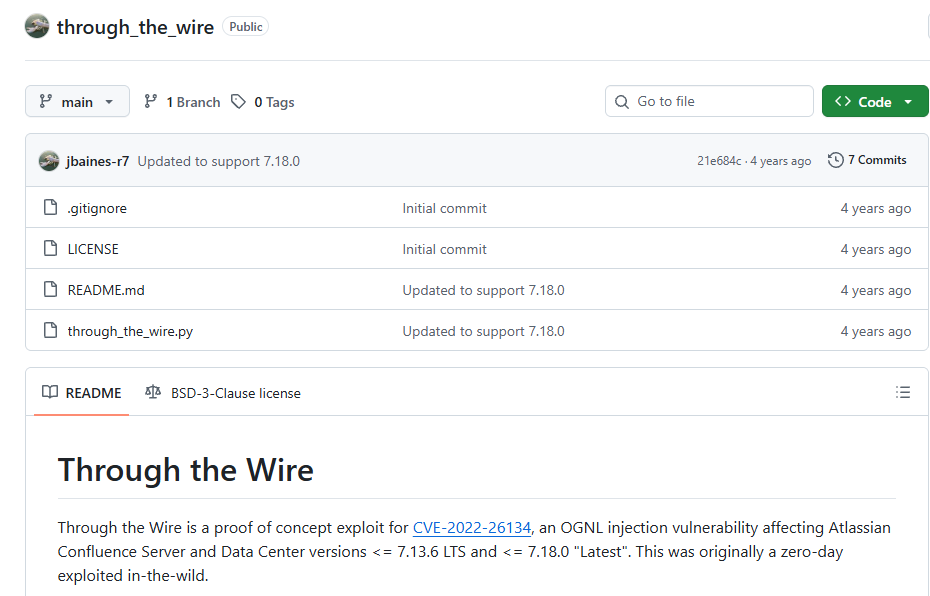 through_the_wire Public
main 1 Branch 0 Tags Go to file Code
jbaines-r7 Updated to support 7.18.0 21e684c · 4 years ago 7 Commits
.gitignore Initial commit 4 years ago
LICENSE Initial commit 4 years ago
README.md Updated to support 7.18.0 4 years ago
through_the_wire.py Updated to support 7.18.0 4 years ago
README BSD-3-Clause license
Through the Wire
Through the Wire is a proof of concept exploit for CVE-2022-26134, an OGNL injection vulnerability affecting Atlassian
Confluence Server and Data Center versions <= 7.13.6 LTS and <= 7.18.0 "Latest". This was originally a zero-day
exploited in-the-wild.